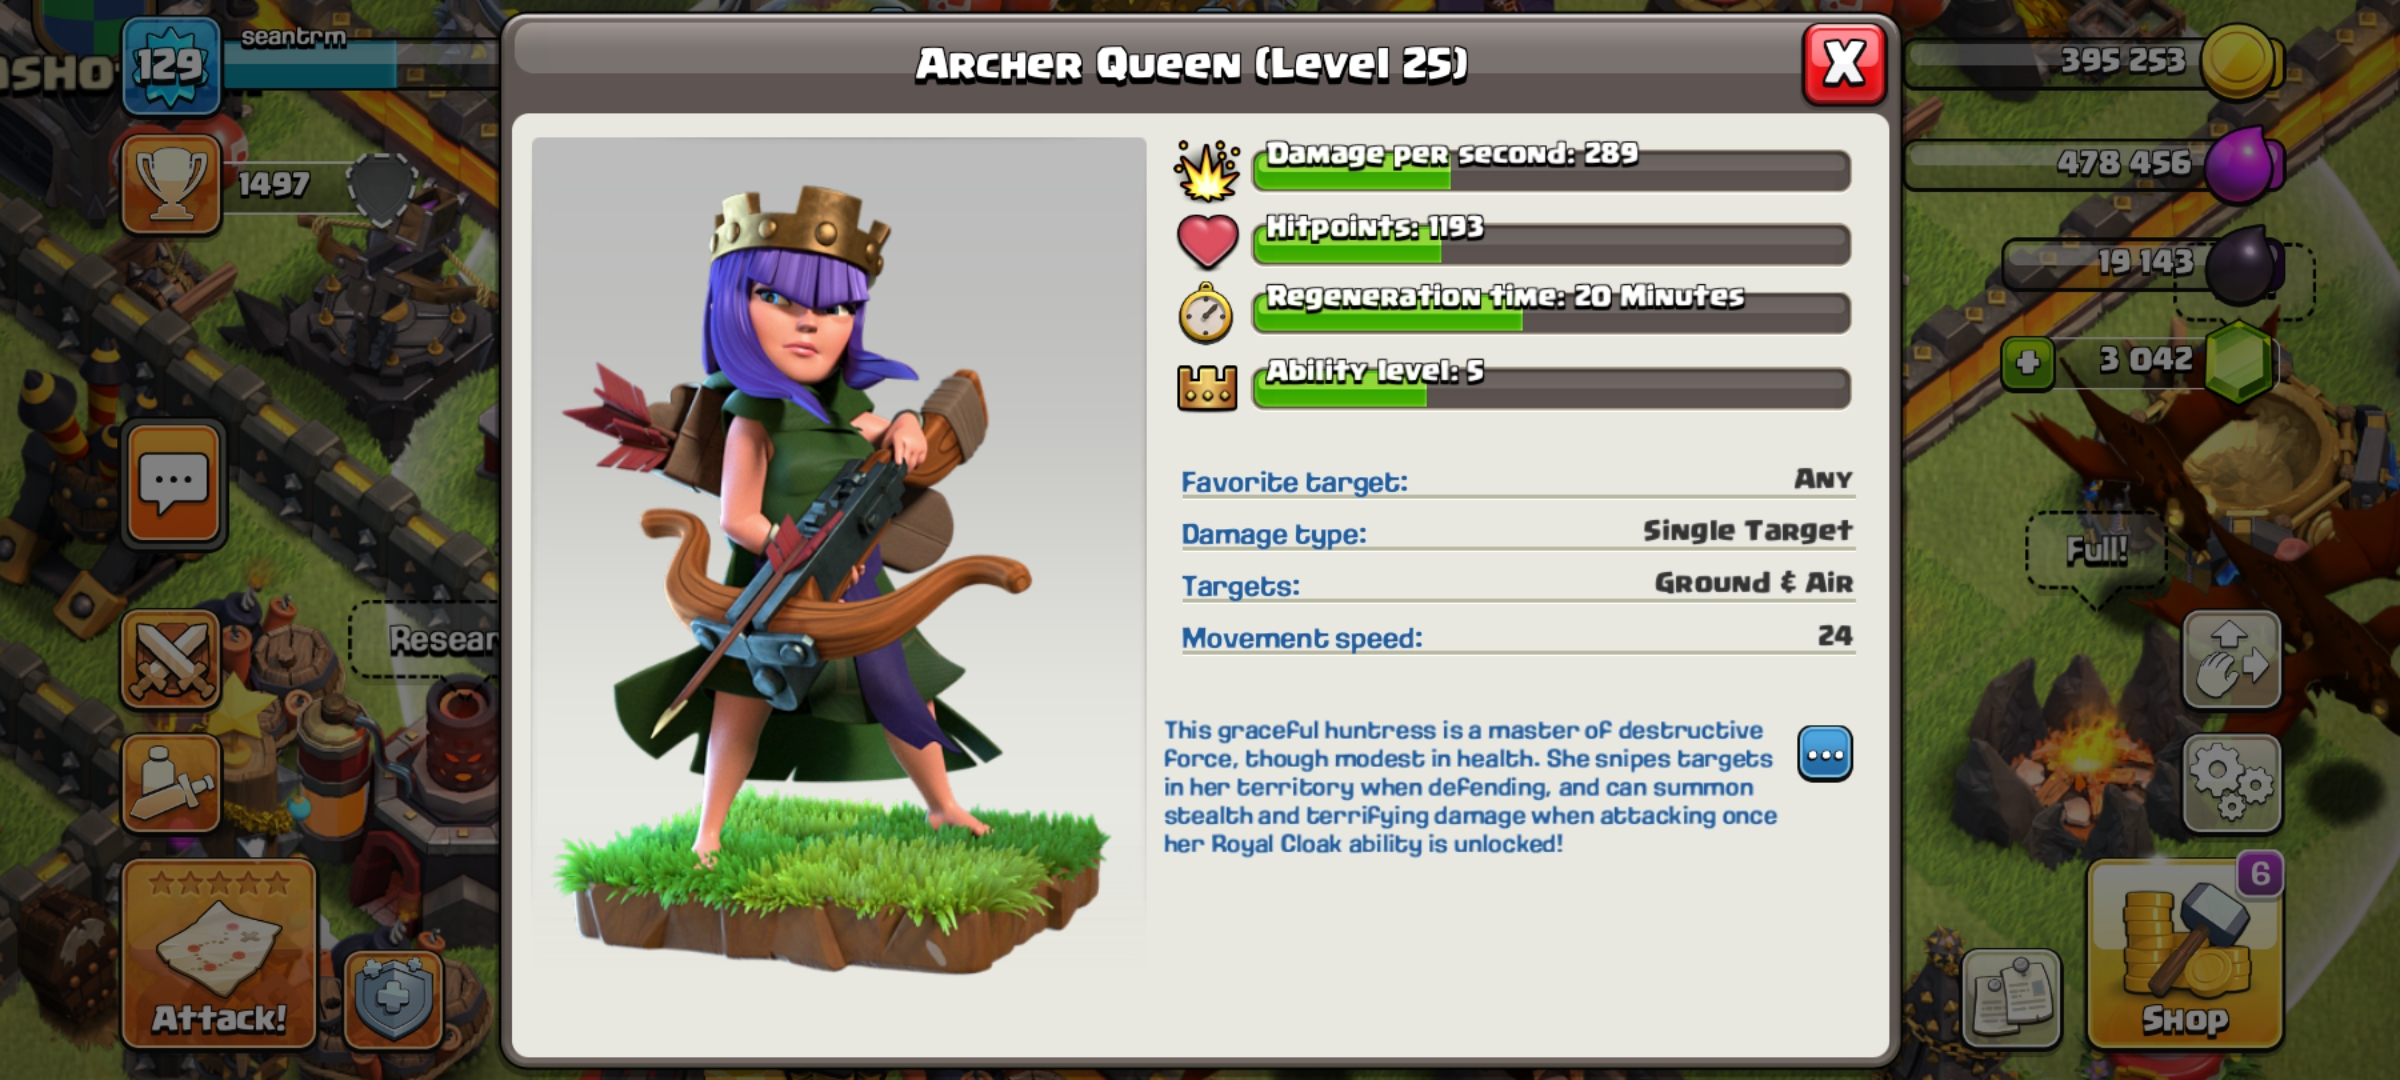 129
seantrm
1497
Archer Queen (Level 25)
X
Damage per second: 289
Hitpoints: 1193
Regeneration time: 20 Minutes
Ability level: 5
Favorite target: Any
Damage type: Single Target
Targets: Ground & Air
Movement speed: 24
This graceful huntress is a master of destructive
force, though modest in health. She snipes targets
in her territory when defending, and can summon
stealth and terrifying damage when attacking once
her Royal Cloak ability is unlocked!
395 253
478 456
19 143
3 042
Full!
Attack!
6
Shop